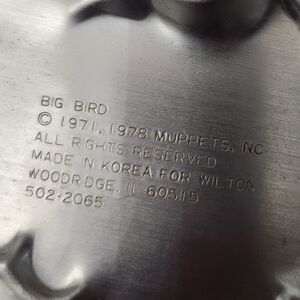 BIG BIRD
© 1971, 1978 MUPPETS, INC
ALL RIGHTS RESERVED
MADE IN KOREA FOR WILTON
WOODRIDGE, Il 60515
502-2065